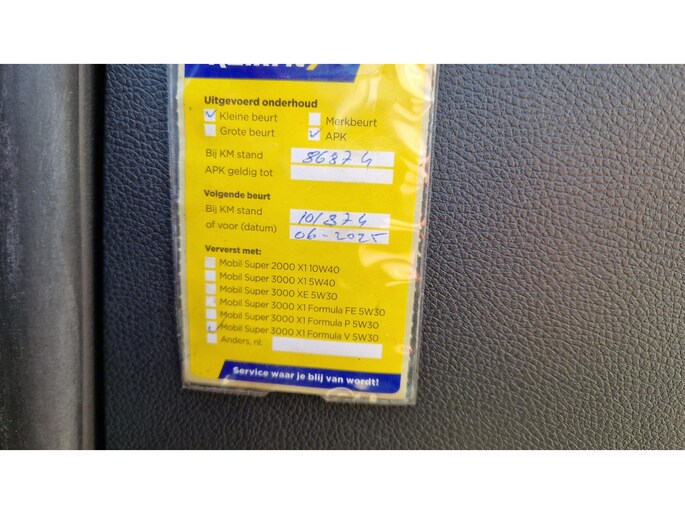 Uitgevoerd onderhoud
Kleine beurt Merkbeurt
Grote beurt APK
Bij KM stand 86874
APK geldig tot
Volgende beurt
Bij KM stand 101874
of voor (datum) 06-2025
Ververst met:
Mobil Super 2000 X1 10W40
Mobil Super 3000 X1 5W40
Mobil Super 3000 XE 5W30
Mobil Super 3000 X1 Formula FE 5W30
Mobil Super 3000 X1 Formula P 5W30
Mobil Super 3000 X1 Formula V 5W30
Anders, nl:
Service waar je blij van wordt!